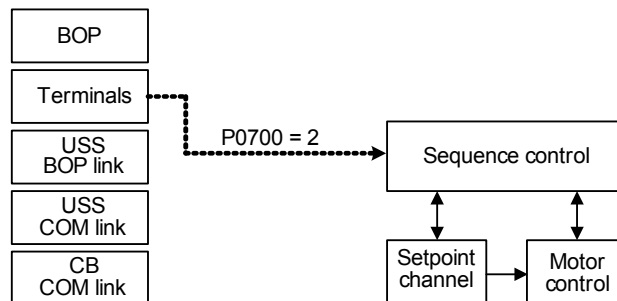 BOP
Terminals
P0700 = 2
USS
BOP link
Sequence control
USS
COM link
CB
COM link
Setpoint
channel
Motor
control